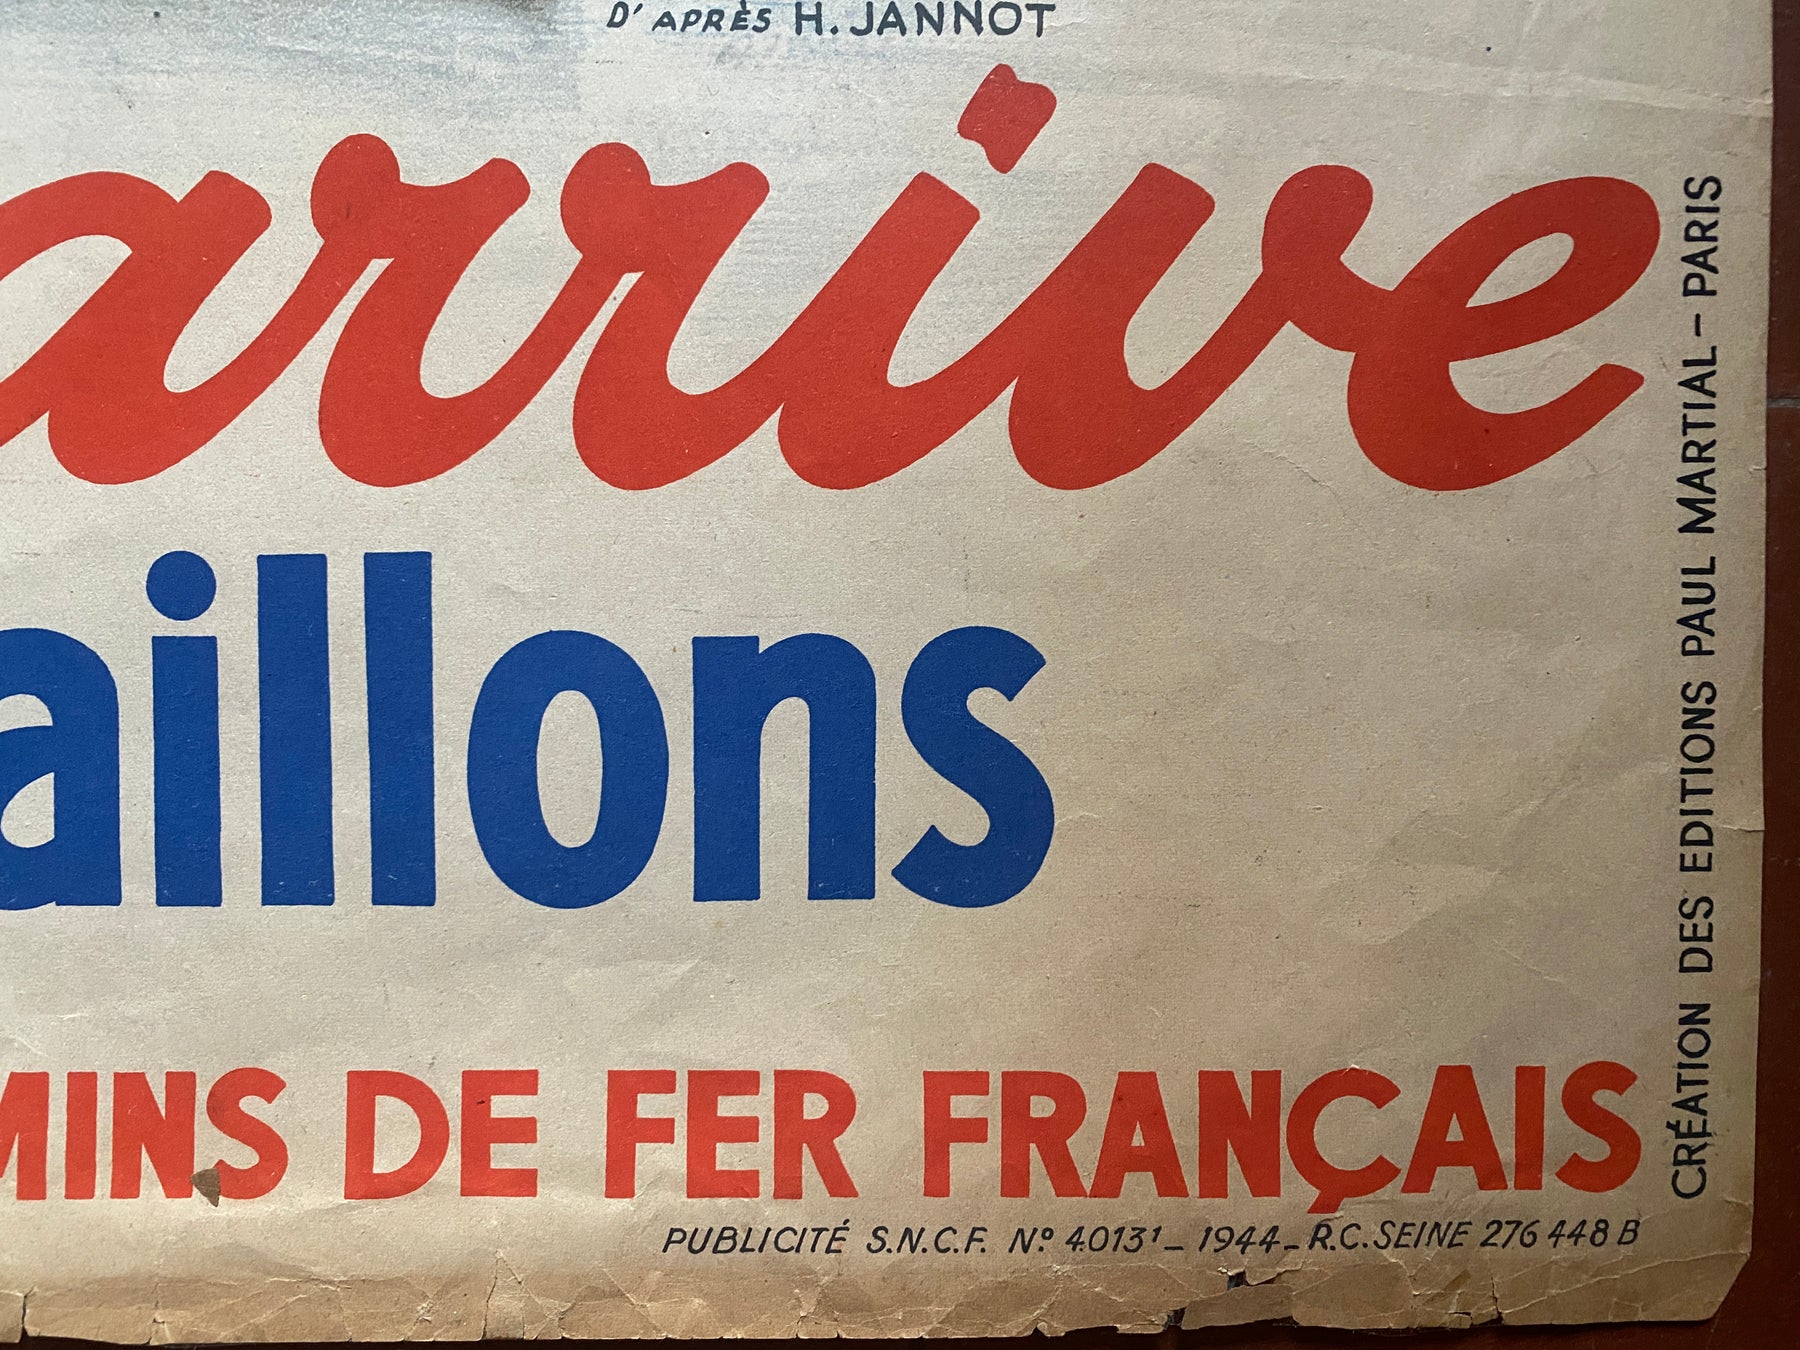 D'APRÈS H. JANNOT
arrive
aillons
MINS DE FER FRANÇAIS
PUBLICITÉ S.N.C.F. Nº 4013¹ - 1944 - R.C. SEINE 276 448 B
CRÉATION DES EDITIONS PAUL MARTIAL - PARIS